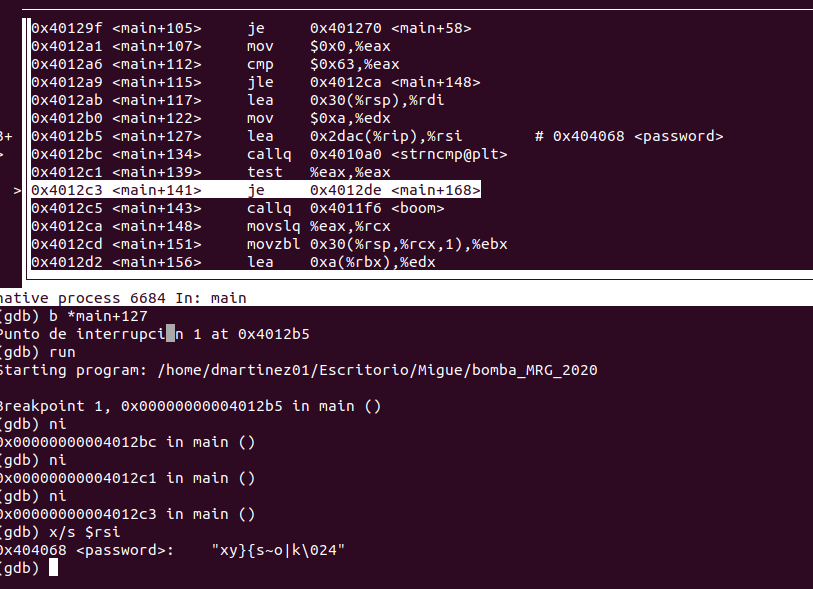 0x40129f <main+105> je 0x401270 <main+58>
0x4012a1 <main+107> mov $0x0,%eax
0x4012a6 <main+112> cmp $0x63,%eax
0x4012a9 <main+115> jle 0x4012ca <main+148>
0x4012ab <main+117> lea 0x30(%rsp),%rdi
0x4012b0 <main+122> mov $0xa,%edx
B+ 0x4012b5 <main+127> lea 0x2dac(%rip),%rsi # 0x404068 <password>
> 0x4012bc <main+134> callq 0x4010a0 <strncmp@plt>
0x4012c1 <main+139> test %eax,%eax
>0x4012c3 <main+141> je 0x4012de <main+168>
0x4012c5 <main+143> callq 0x4011f6 <boom>
0x4012ca <main+148> movslq %eax,%rcx
0x4012cd <main+151> movzbl 0x30(%rsp,%rcx,1),%ebx
0x4012d2 <main+156> lea 0xa(%rbx),%edx
native process 6684 In: main
(gdb) b *main+127
Punto de interrupci n 1 at 0x4012b5
(gdb) run
Starting program: /home/dmartinez01/Escritorio/Migue/bomba_MRG_2020
Breakpoint 1, 0x00000000004012b5 in main ()
(gdb) ni
0x00000000004012bc in main ()
(gdb) ni
0x00000000004012c1 in main ()
(gdb) ni
0x00000000004012c3 in main ()
(gdb) x/s $rsi
0x404068 <password>: "xy}{s~o|k\024"
(gdb)